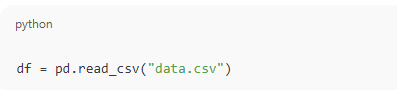 python
df = pd.read_csv("data.csv")